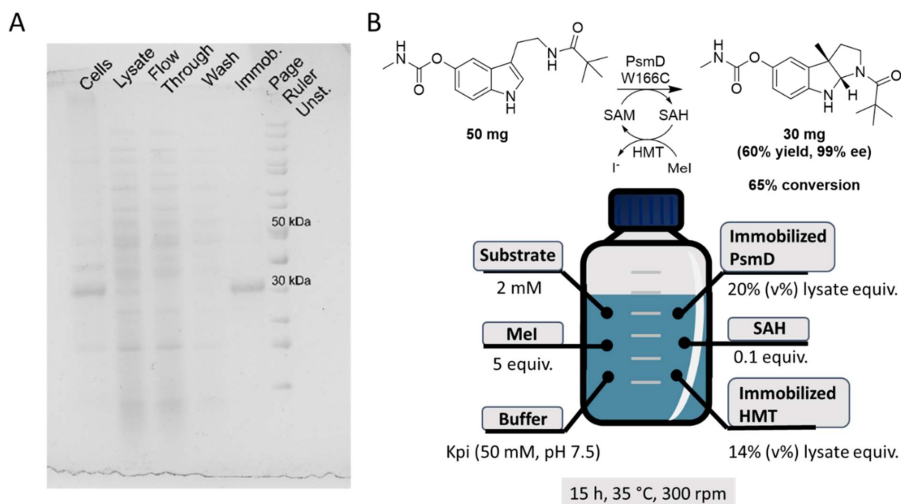 A
Cells
Lysate
Flow
Through
Wash
Immob.
Page
Ruler
Unst.
50 kDa
30 kDa
B
H
N
O
O
N
H
H
N
O
50 mg
PsmD
W166C
SAM
SAH
HMT
I-
MeI
H
N
O
O
N
H
H
N
O
30 mg
(60% yield, 99% ee)
65% conversion
Substrate
2 mM
MeI
5 equiv.
Buffer
Kpi (50 mM, pH 7.5)
Immobilized
PsmD
20% (v%) lysate equiv.
SAH
0.1 equiv.
Immobilized
HMT
14% (v%) lysate equiv.
15 h, 35 °C, 300 rpm